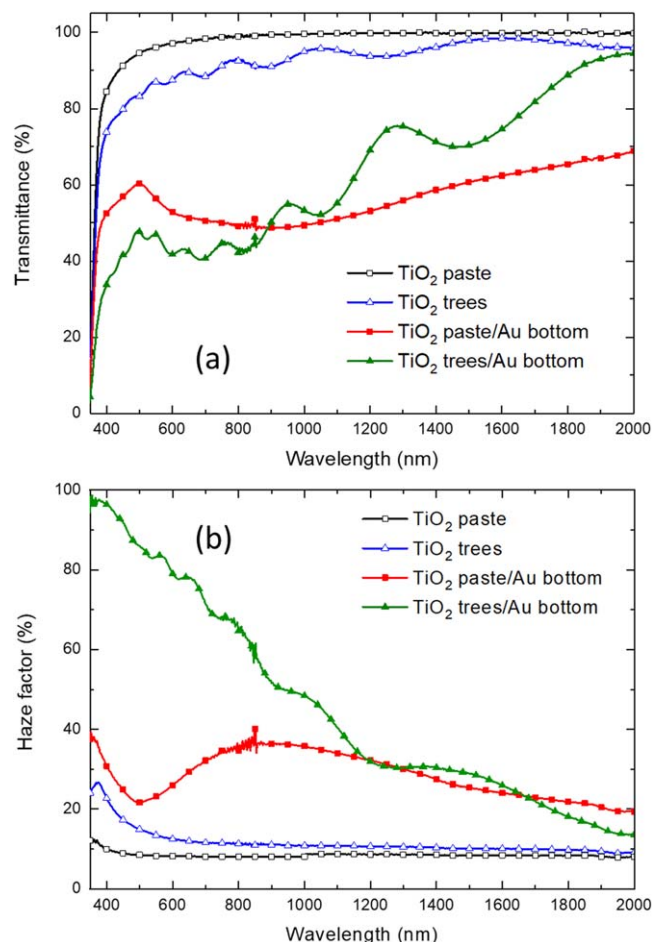 100
80
60
40
20
0
Transmittance (%)
TiO2 paste
TiO2 trees
TiO2 paste/Au bottom
TiO2 trees/Au bottom
(a)
400 600 800 1000 1200 1400 1600 1800 2000
Wavelength (nm)
100
80
60
40
20
0
Haze factor (%)
(b)
TiO2 paste
TiO2 trees
TiO2 paste/Au bottom
TiO2 trees/Au bottom
400 600 800 1000 1200 1400 1600 1800 2000
Wavelength (nm)